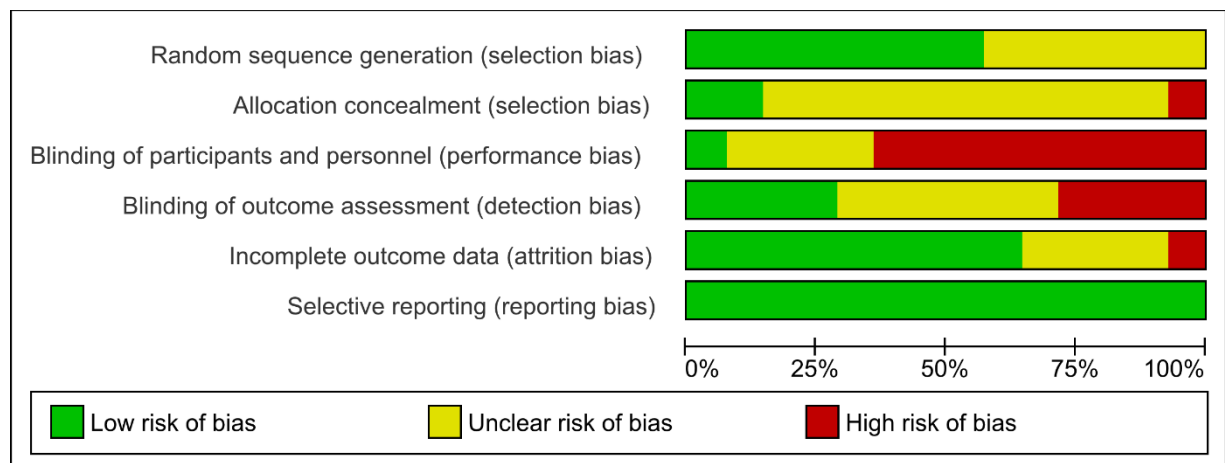 Random sequence generation (selection bias)
Allocation concealment (selection bias)
Blinding of participants and personnel (performance bias)
Blinding of outcome assessment (detection bias)
Incomplete outcome data (attrition bias)
Selective reporting (reporting bias)
0% 25% 50% 75% 100%
Low risk of bias Unclear risk of bias High risk of bias